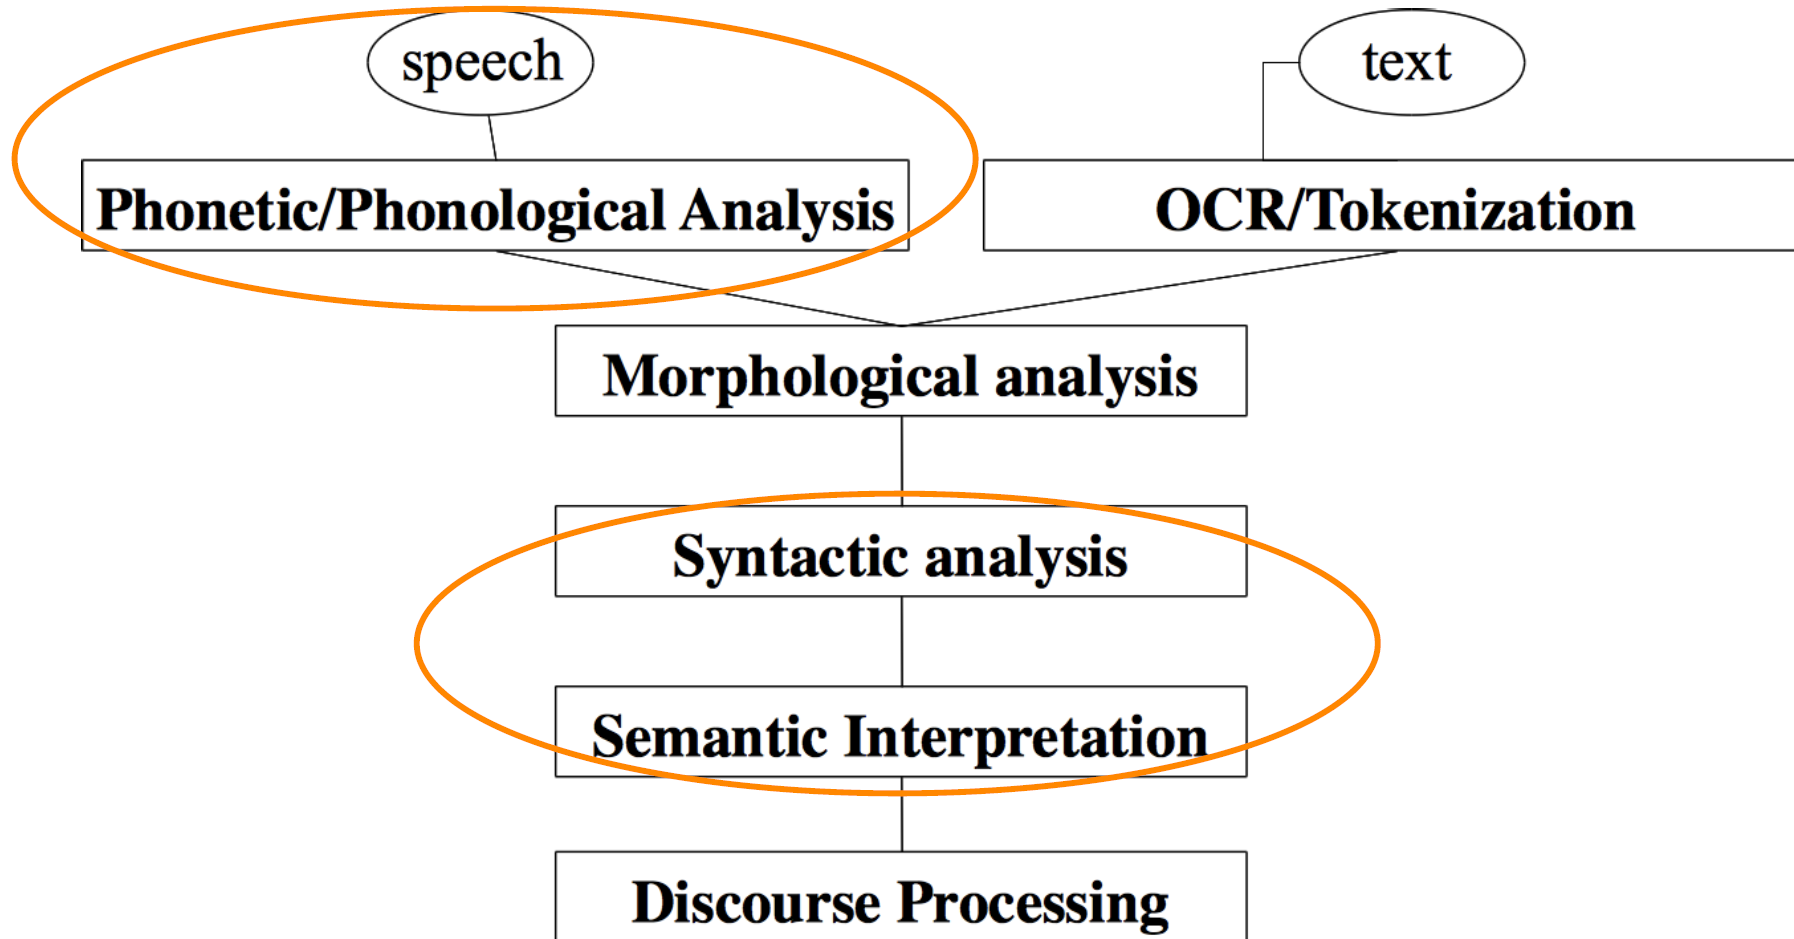 speech
text
Phonetic/Phonological Analysis
OCR/Tokenization
Morphological analysis
Syntactic analysis
Semantic Interpretation
Discourse Processing